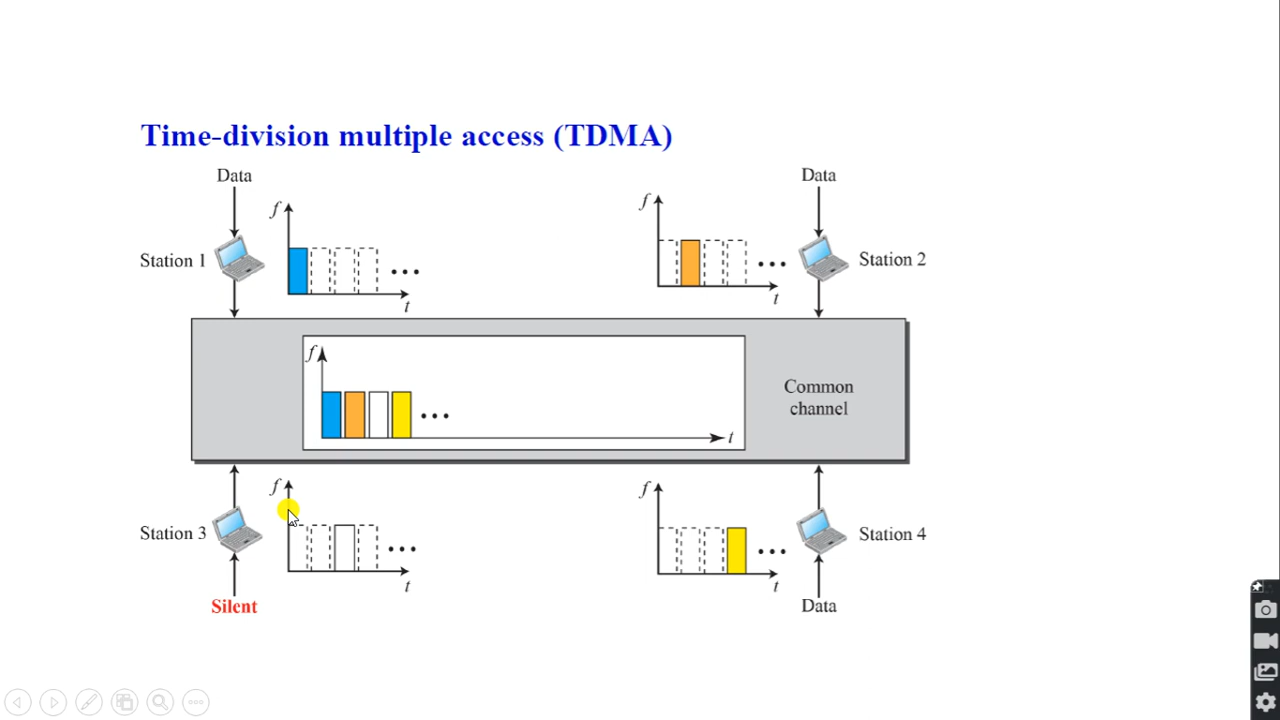 Time-division multiple access (TDMA)
Data
Data
f
f
Station 1
Station 2
t
t
f
Common
channel
t
f
f
Station 3
Station 4
t
t
Silent
Data